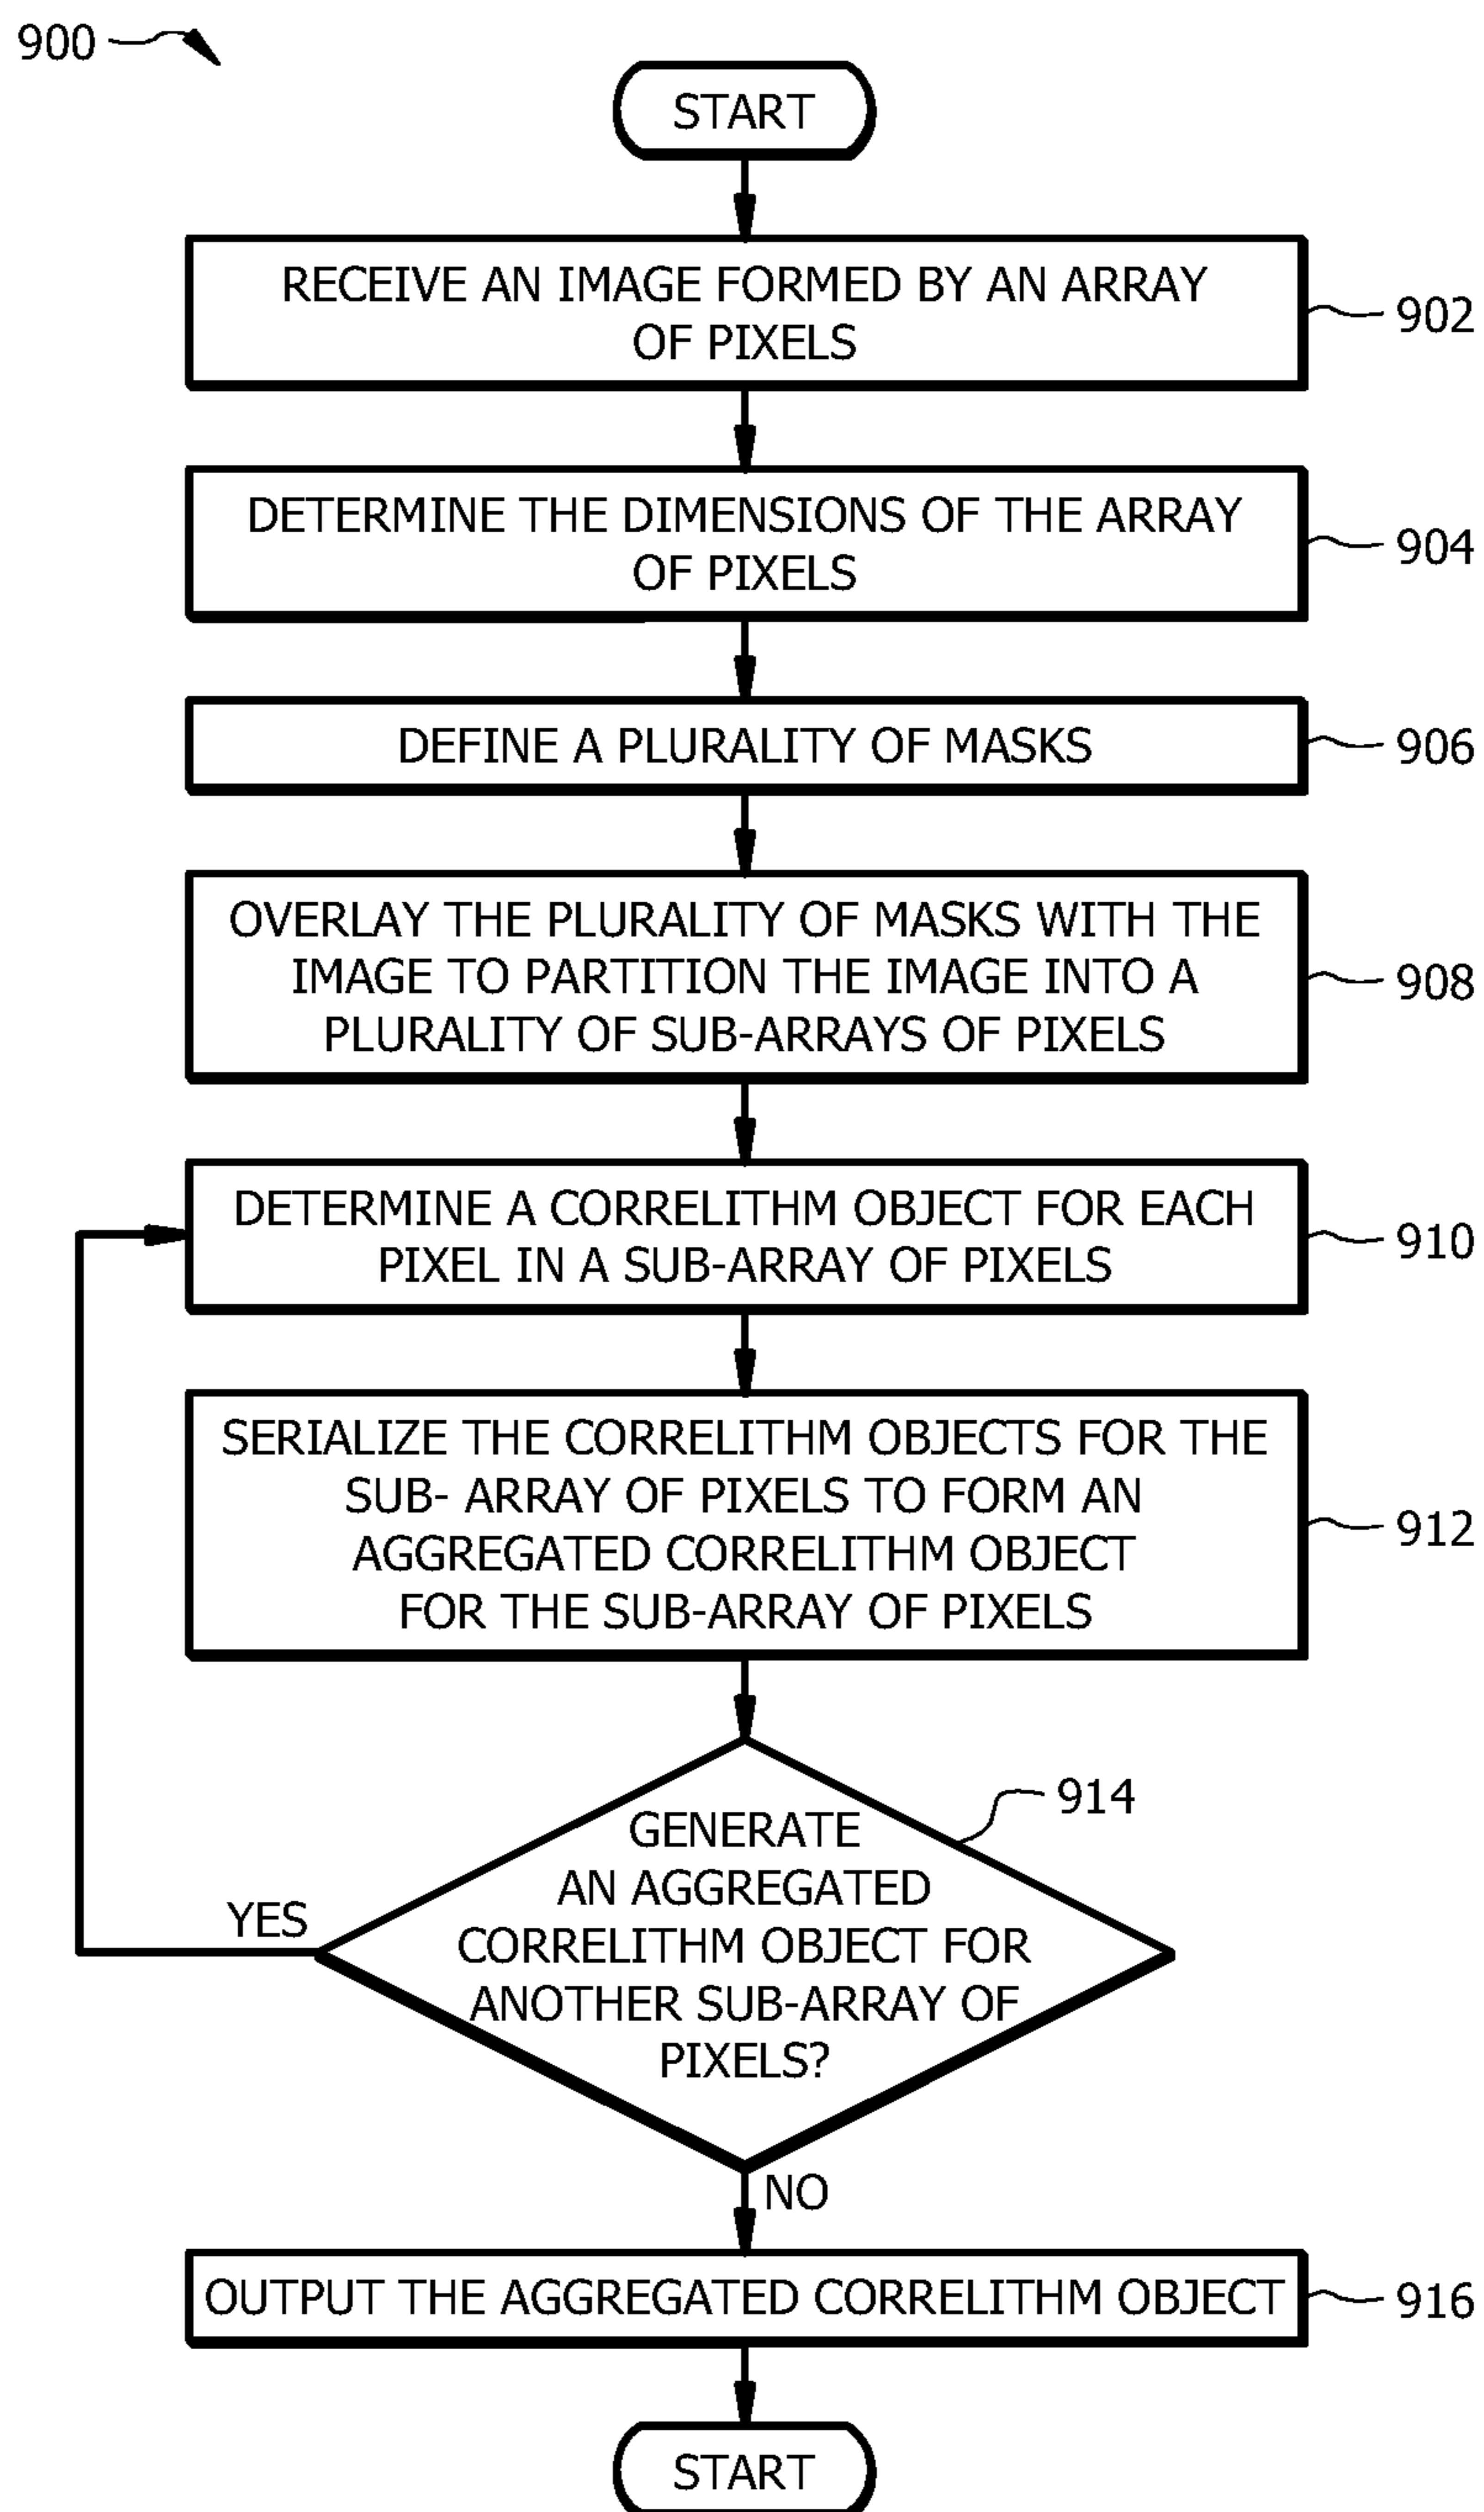 900
START
RECEIVE AN IMAGE FORMED BY AN ARRAY
OF PIXELS
902
DETERMINE THE DIMENSIONS OF THE ARRAY
OF PIXELS
904
DEFINE A PLURALITY OF MASKS
906
OVERLAY THE PLURALITY OF MASKS WITH THE
IMAGE TO PARTITION THE IMAGE INTO A
PLURALITY OF SUB-ARRAYS OF PIXELS
908
DETERMINE A CORRELITHM OBJECT FOR EACH
PIXEL IN A SUB-ARRAY OF PIXELS
910
SERIALIZE THE CORRELITHM OBJECTS FOR THE
SUB- ARRAY OF PIXELS TO FORM AN
AGGREGATED CORRELITHM OBJECT
FOR THE SUB-ARRAY OF PIXELS
912
GENERATE
AN AGGREGATED
CORRELITHM OBJECT FOR
ANOTHER SUB-ARRAY OF
PIXELS?
914
YES
NO
OUTPUT THE AGGREGATED CORRELITHM OBJECT
916
START